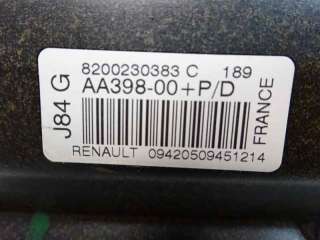 J84 G
8200230383 C 189
AA398-00+P/D
FRANCE
RENAULT 09420509451214